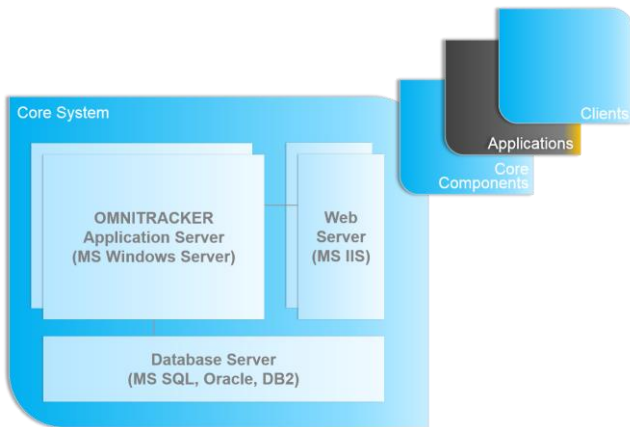 Core System
OMNITRACKER
Application Server
(MS Windows Server)
Web
Server
(MS IIS)
Database Server
(MS SQL, Oracle, DB2)
Clients
Applications
Core
Components